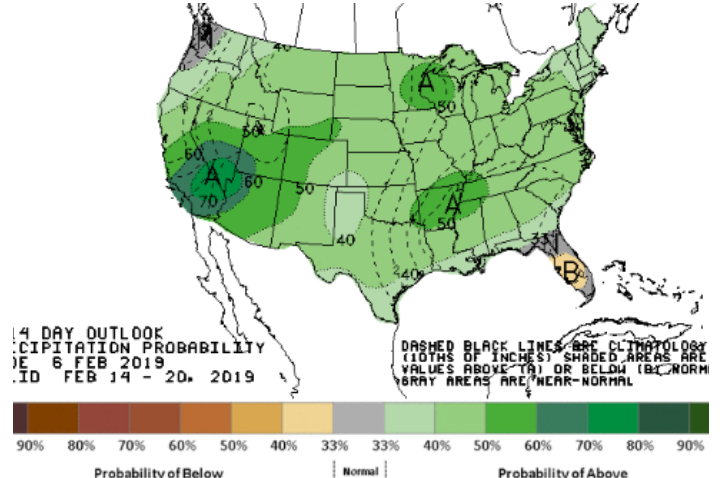 N
40
A
50
50
60
A
60
50
70
A
50
40
33
N
B
40
14 DAY OUTLOOK
CIPITATION PROBABILITY
DE 6 FEB 2019
LID FEB 14 - 20, 2019
DASHED BLACK LINES ARE CLIMATOLOGY
(10THS OF INCHES) SHADED AREAS ARE
VALUES ABOVE (A) OR BELOW (B) NORM
GRAY AREAS ARE NEAR-NORMAL
90% 80% 70% 60% 50% 40% 33% 33% 40% 50% 60% 70% 80% 90%
Probability of Below Normal Probability of Above